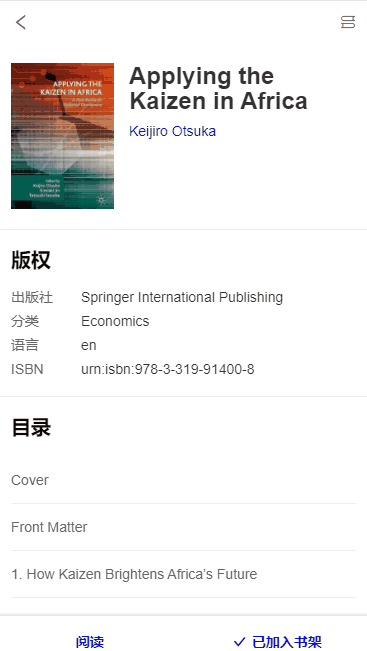 APPLYING THE
KAIZEN IN AFRICA
Applying the
Kaizen in Africa
Keijiro Otsuka
版权
出版社 Springer International Publishing
分类 Economics
语言 en
ISBN urn:isbn:978-3-319-91400-8
目录
Cover
Front Matter
1. How Kaizen Brightens Africa’s Future
阅读
已加入书架